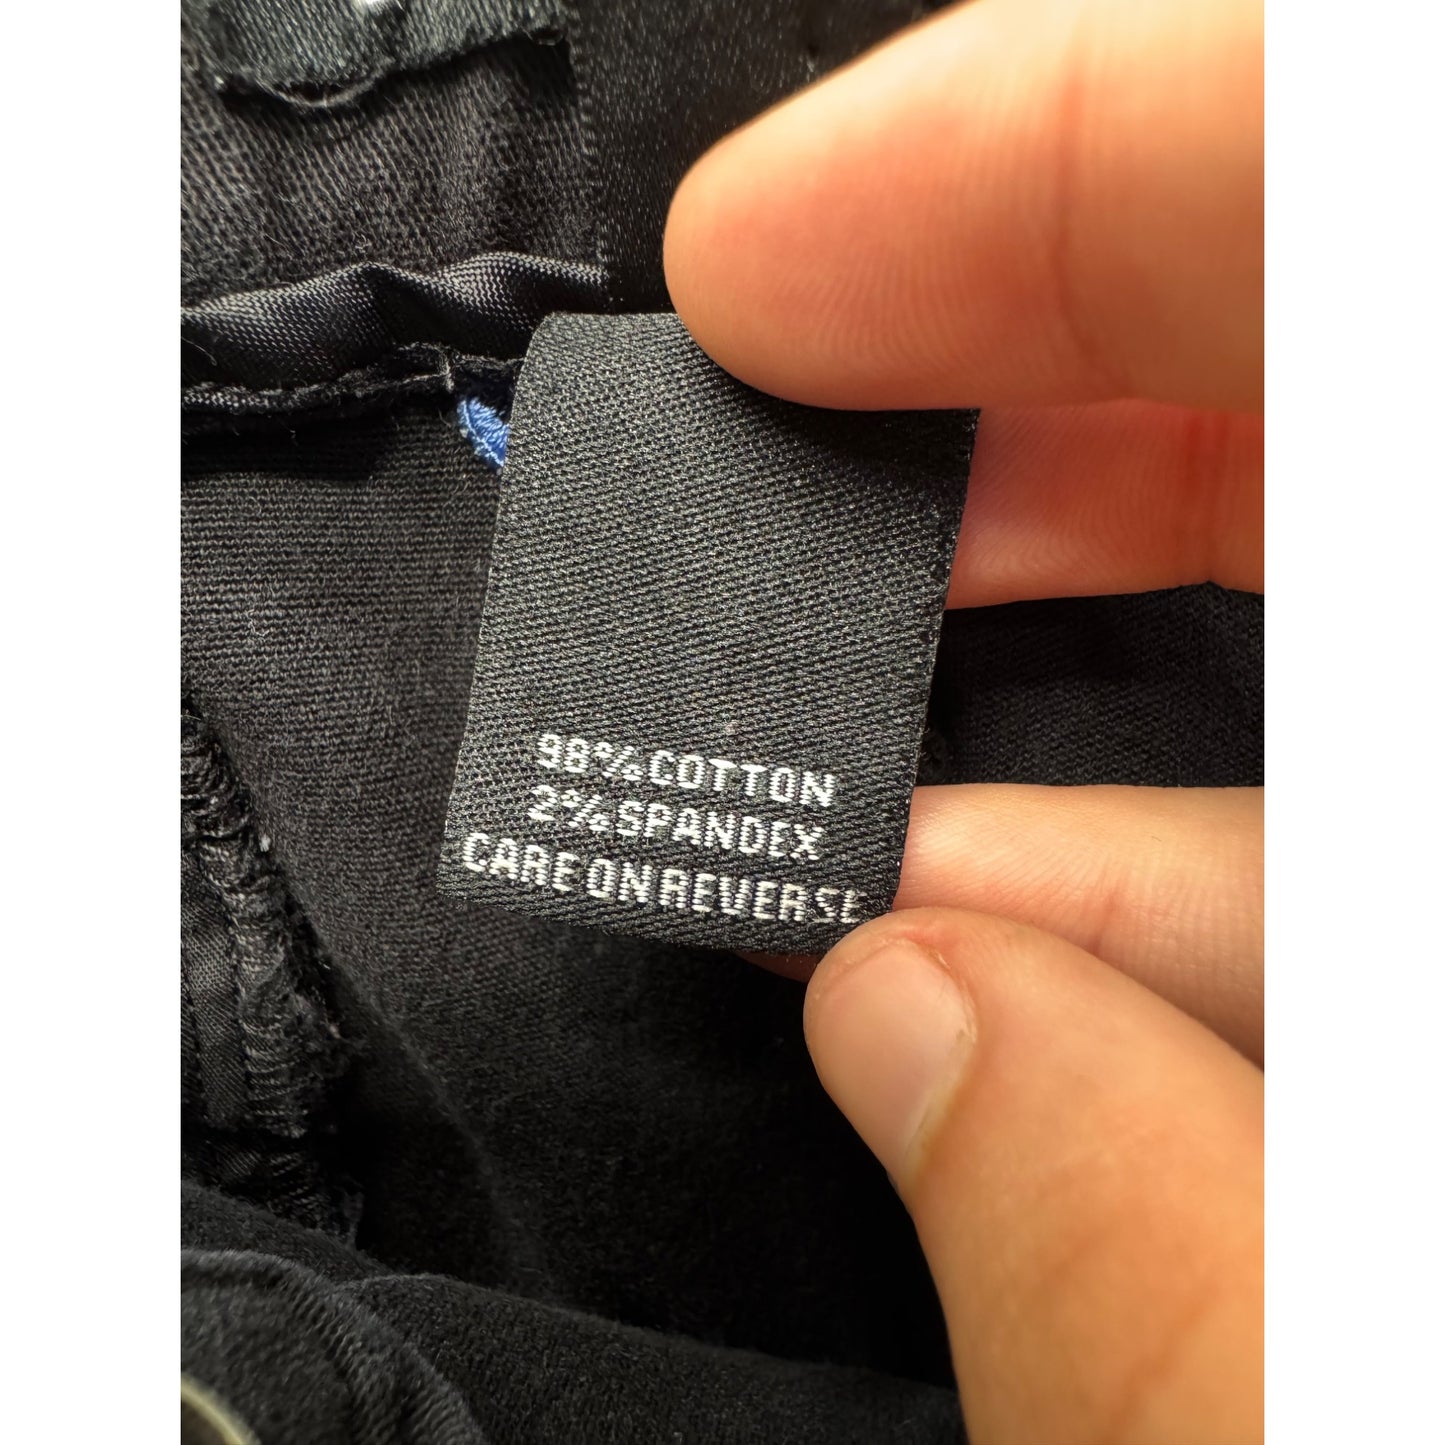 98% COTTON
2% SPANDEX
CARE ON REVERSE